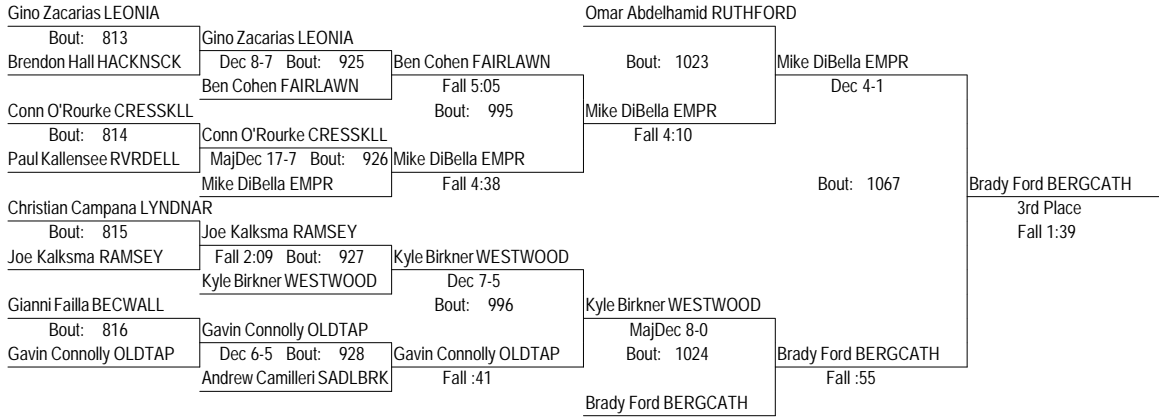 Gino Zacarias LEONIA
Bout: 813
Brendon Hall HACKNSCK
Conn O'Rourke CRESSKLL
Bout: 814
Paul Kallensee RVRDELL
Christian Campana LYNDNAR
Bout: 815
Joe Kalksma RAMSEY
Gianni Failla BECWALL
Bout: 816
Gavin Connolly OLDTAP
Gino Zacarias LEONIA
Dec 8-7 Bout: 925
Ben Cohen FAIRLAWN
Conn O'Rourke CRESSKLL
MajDec 17-7 Bout: 926
Mike DiBella EMPR
Joe Kalksma RAMSEY
Fall 2:09 Bout: 927
Kyle Birkner WESTWOOD
Gavin Connolly OLDTAP
Dec 6-5 Bout: 928
Andrew Camilleri SADLBRK
Ben Cohen FAIRLAWN
Fall 5:05
Bout: 995
Mike DiBella EMPR
Fall 4:38
Kyle Birkner WESTWOOD
Dec 7-5
Bout: 996
Gavin Connolly OLDTAP
Fall :41
Omar Abdelhamid RUTHFORD
Bout: 1023
Mike DiBella EMPR
Fall 4:10
Kyle Birkner WESTWOOD
MajDec 8-0
Bout: 1024
Brady Ford BERGCATH
Mike DiBella EMPR
Dec 4-1
Bout: 1067
Brady Ford BERGCATH
Fall :55
Brady Ford BERGCATH
3rd Place
Fall 1:39